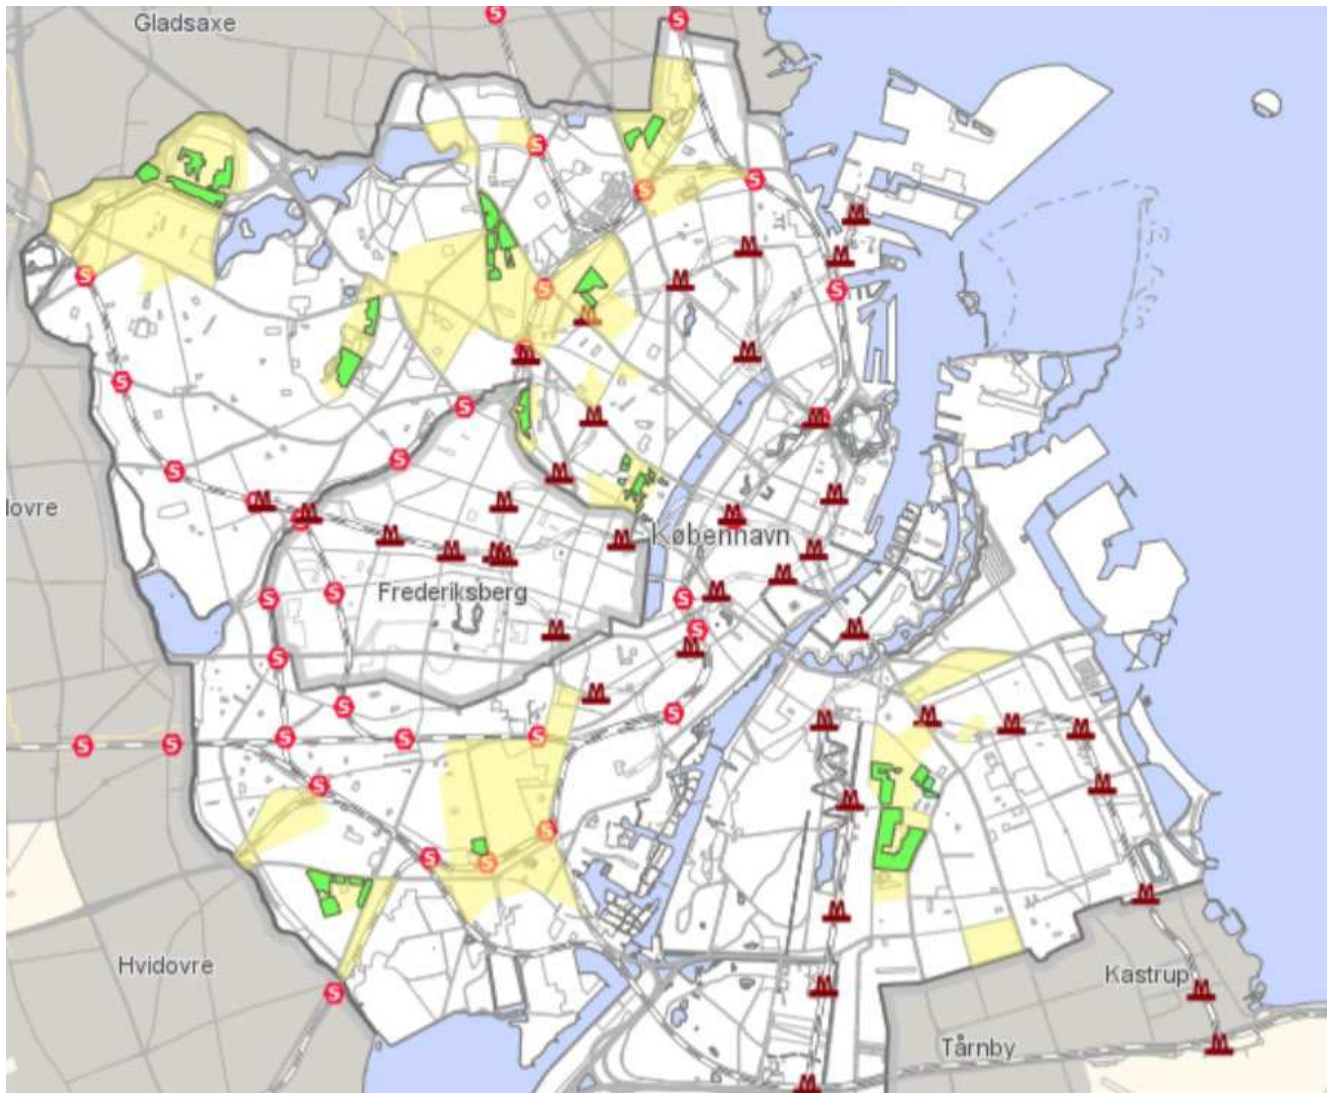 Gladsaxe
lovre
København
Frederiksberg
Hvidovre
Kastrup
Tårnby